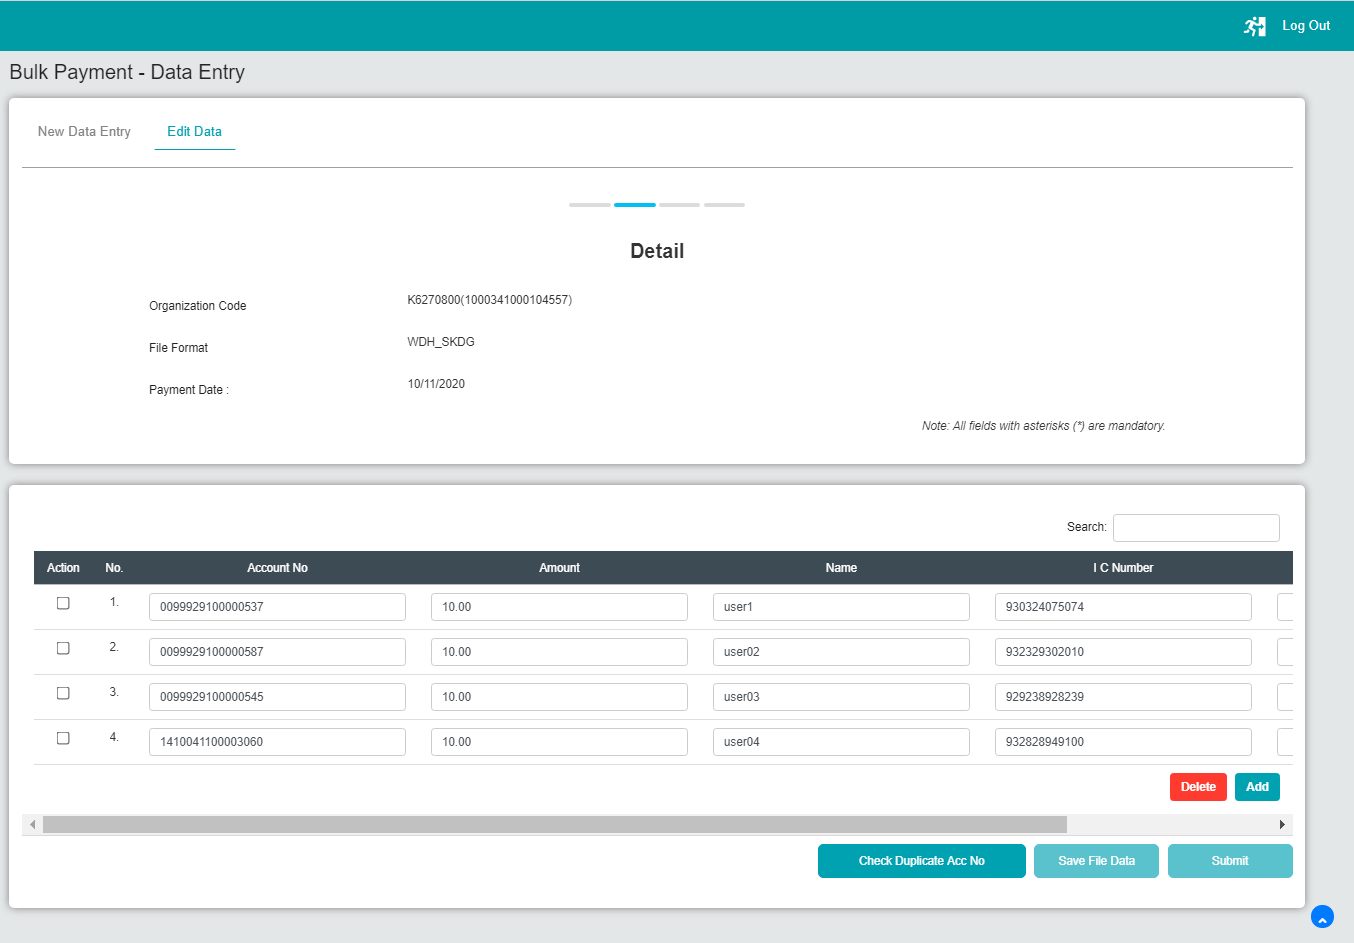 Log Out
Bulk Payment - Data Entry
New Data Entry Edit Data
Detail
Organization Code K6270800(1000341000104557)
File Format WDH_SKDG
Payment Date : 10/11/2020
Note: All fields with asterisks (*) are mandatory.
Search:
Action No. Account No Amount Name I C Number
1. 0099929100000537 10.00 user1 930324075074
2. 0099929100000587 10.00 user02 932329302010
3. 0099929100000545 10.00 user03 929238928239
4. 1410041100003060 10.00 user04 932828949100
Delete Add
Check Duplicate Acc No Save File Data Submit